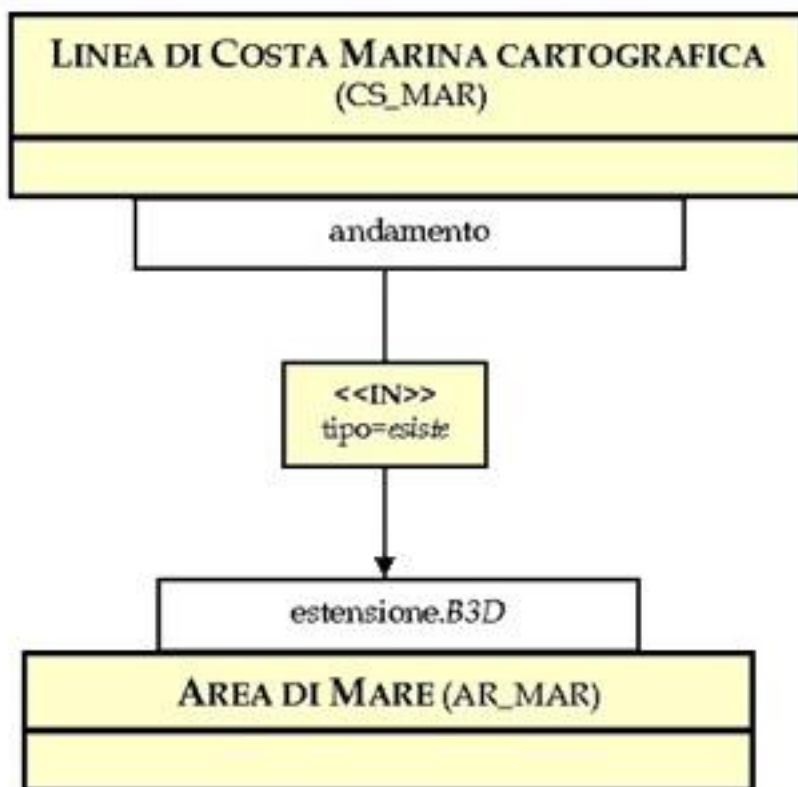 LINEA DI COSTA MARINA CARTOGRAFICA
(CS_MAR)
andamento
<<IN>>
tipo=esiste
estensione.B3D
AREA DI MARE (AR_MAR)